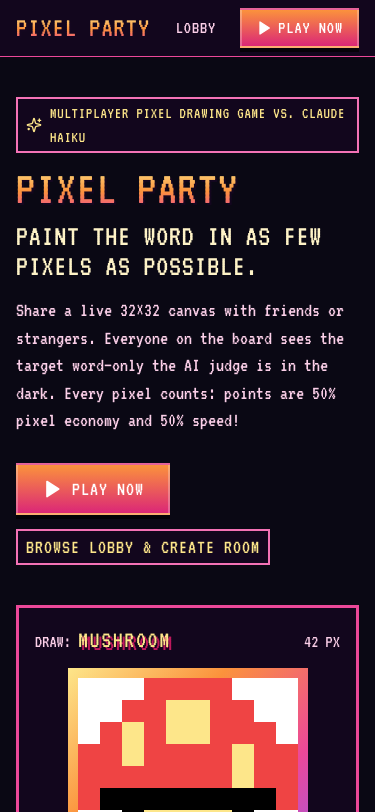 PIXEL PARTY LOBBY PLAY NOW
MULTIPLAYER PIXEL DRAWING GAME VS. CLAUDE
HAIKU
PIXEL PARTY
PAINT THE WORD IN AS FEW
PIXELS AS POSSIBLE.
Share a live 32X32 canvas with friends or
strangers. Everyone on the board sees the
target word—only the AI judge is in the
dark. Every pixel counts: points are 50%
pixel economy and 50% speed!
PLAY NOW
BROWSE LOBBY & CREATE ROOM
DRAW: MUSHROOM 42 PX